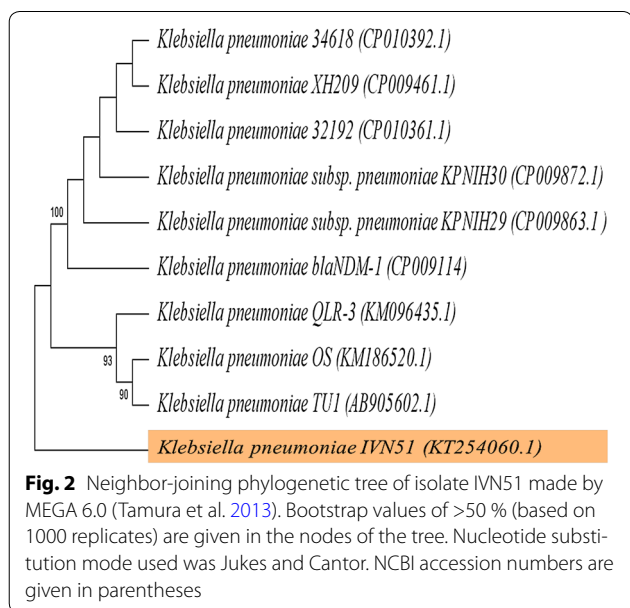 Klebsiella pneumoniae 34618 (CP010392.1)
Klebsiella pneumoniae XH209 (CP009461.1)
Klebsiella pneumoniae 32192 (CP010361.1)
Klebsiella pneumoniae subsp. pneumoniae KPNIH30 (CP009872.1)
100
Klebsiella pneumoniae subsp. pneumoniae KPNIH29 (CP009863.1 )
Klebsiella pneumoniae blaNDM-1 (CP009114)
Klebsiella pneumoniae QLR-3 (KM096435.1)
93
Klebsiella pneumoniae OS (KM186520.1)
90
Klebsiella pneumoniae TU1 (AB905602.1)
Klebsiella pneumoniae IVN51 (KT254060.1)
Fig. 2 Neighbor-joining phylogenetic tree of isolate IVN51 made by
MEGA 6.0 (Tamura et al. 2013). Bootstrap values of >50 % (based on
1000 replicates) are given in the nodes of the tree. Nucleotide substi-
tution mode used was Jukes and Cantor. NCBI accession numbers are
given in parentheses